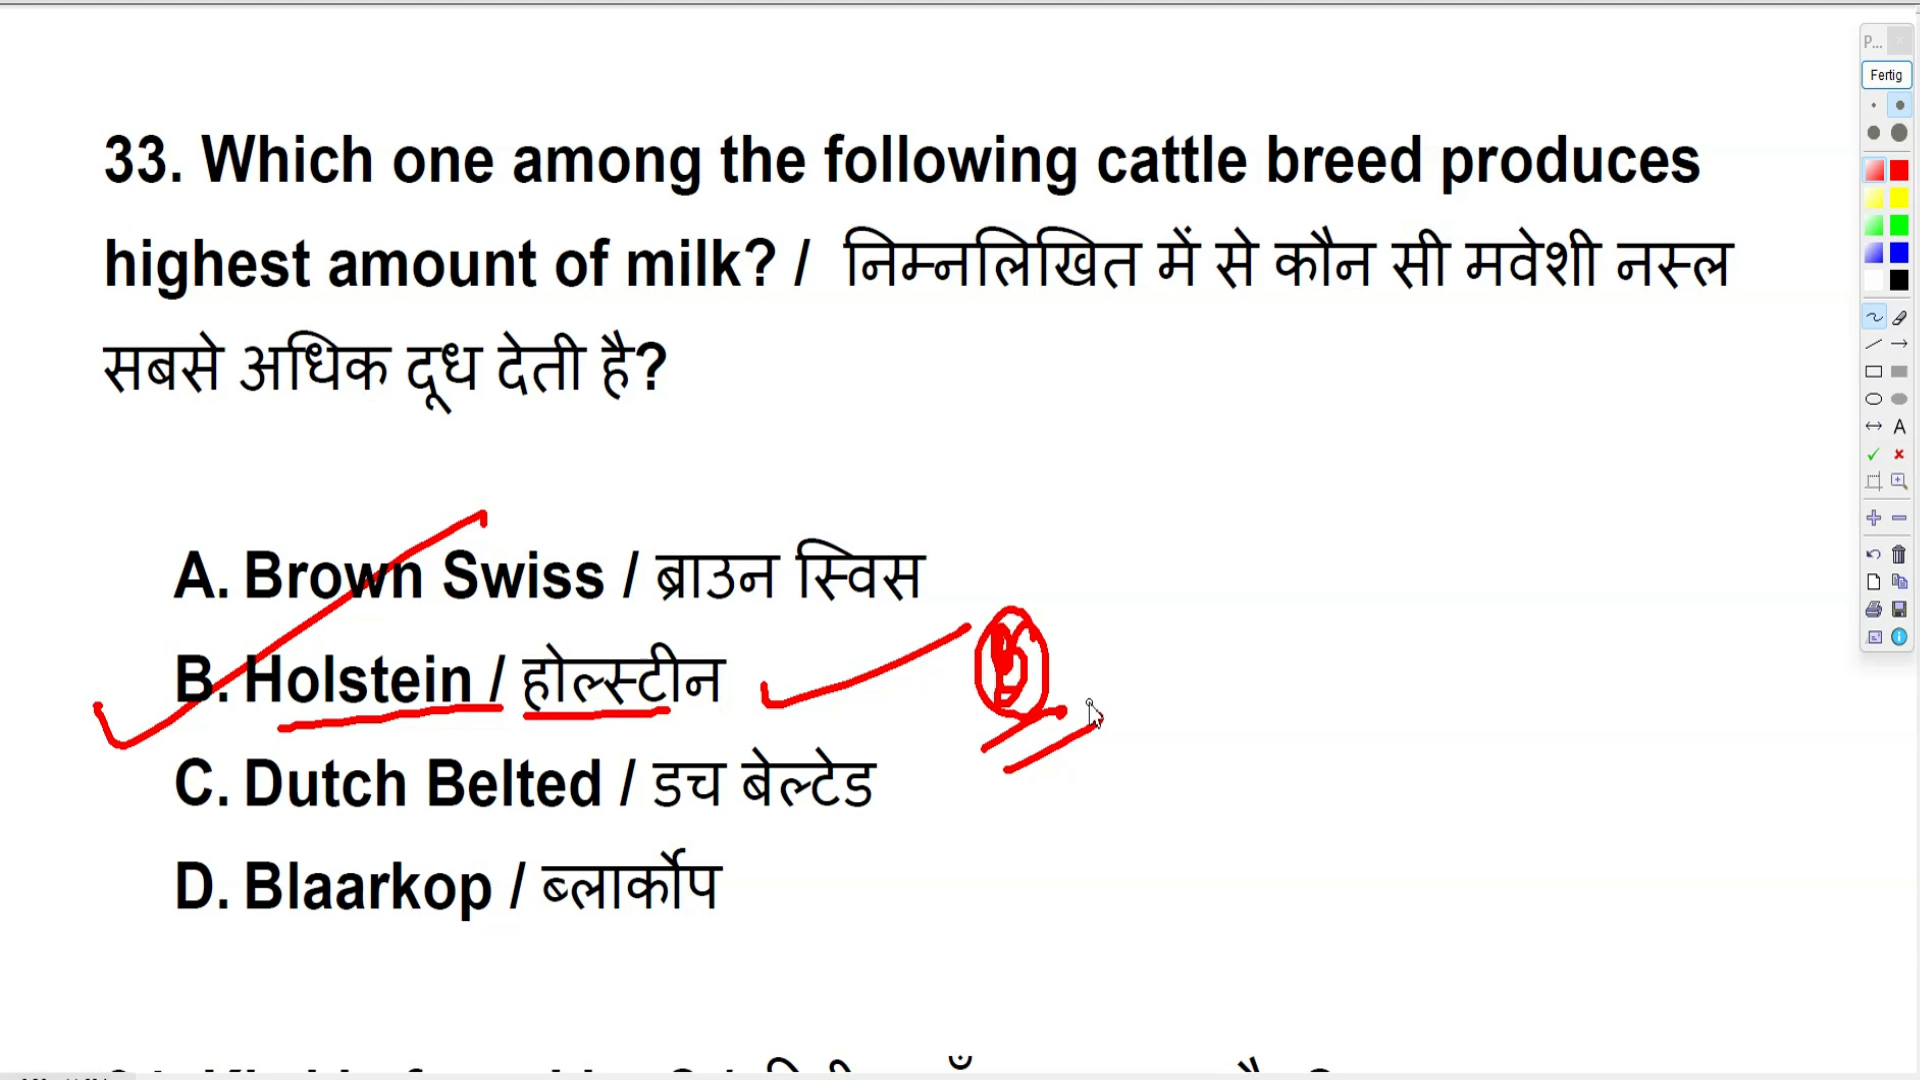 P...
Fertig
33. Which one among the following cattle breed produces
highest amount of milk? / निम्नलिखित में से कौन सी मवेशी नस्ल
सबसे अधिक दूध देती है?
A. Brown Swiss / ब्राउन स्विस
B. Holstein / होल्स्टीन
B
C. Dutch Belted / डच बेल्टेड
D. Blaarkop / ब्लार्कोप